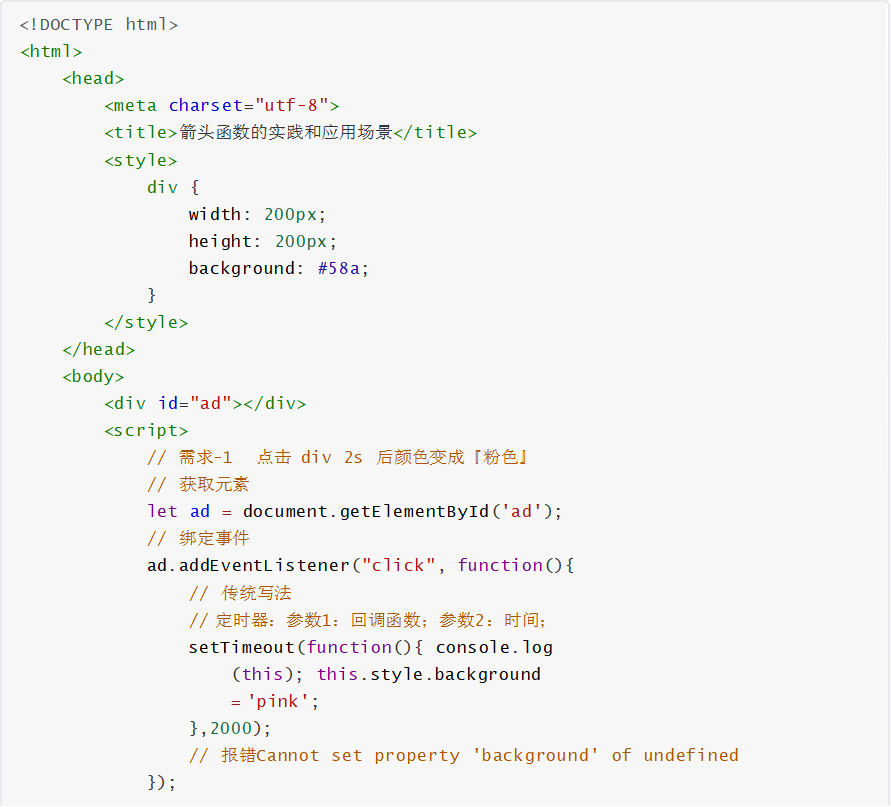 <!DOCTYPE html>
<html>
    <head>
        <meta charset="utf-8">
        <title>箭头函数的实践和应用场景</title>
        <style>
            div {
                width: 200px;
                height: 200px;
                background: #58a;
            }
        </style>
    </head>
    <body>
        <div id="ad"></div>
        <script>
            // 需求-1  点击 div 2s 后颜色变成『粉色』
            // 获取元素
            let ad = document.getElementById('ad');
            // 绑定事件
            ad.addEventListener("click", function(){
                // 传统写法
                // 定时器：参数1：回调函数；参数2：时间；
                setTimeout(function(){ console.log
                    (this); this.style.background
                    = 'pink';
                },2000);
                // 报错Cannot set property 'background' of undefined
            });